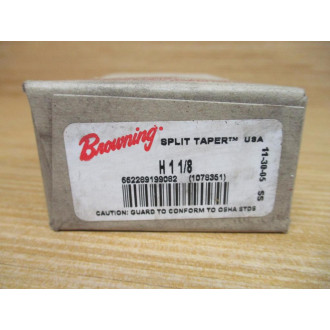 Browning SPLIT TAPER™ USA
H 1 1/8
662289199082 (1078351)
CAUTION: GUARD TO CONFORM TO OSHA STDS
11-30-05 SS